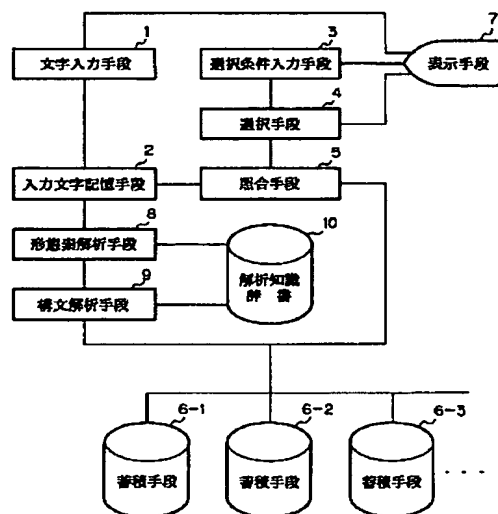 1
文字入力手段
3
選択条件入力手段
7
表示手段
4
選択手段
2
入力文字記憶手段
5
照合手段
8
形態素解析手段
10
解析知識
辞書
9
構文解析手段
6-1
蓄積手段
6-2
蓄積手段
6-3
蓄積手段
····